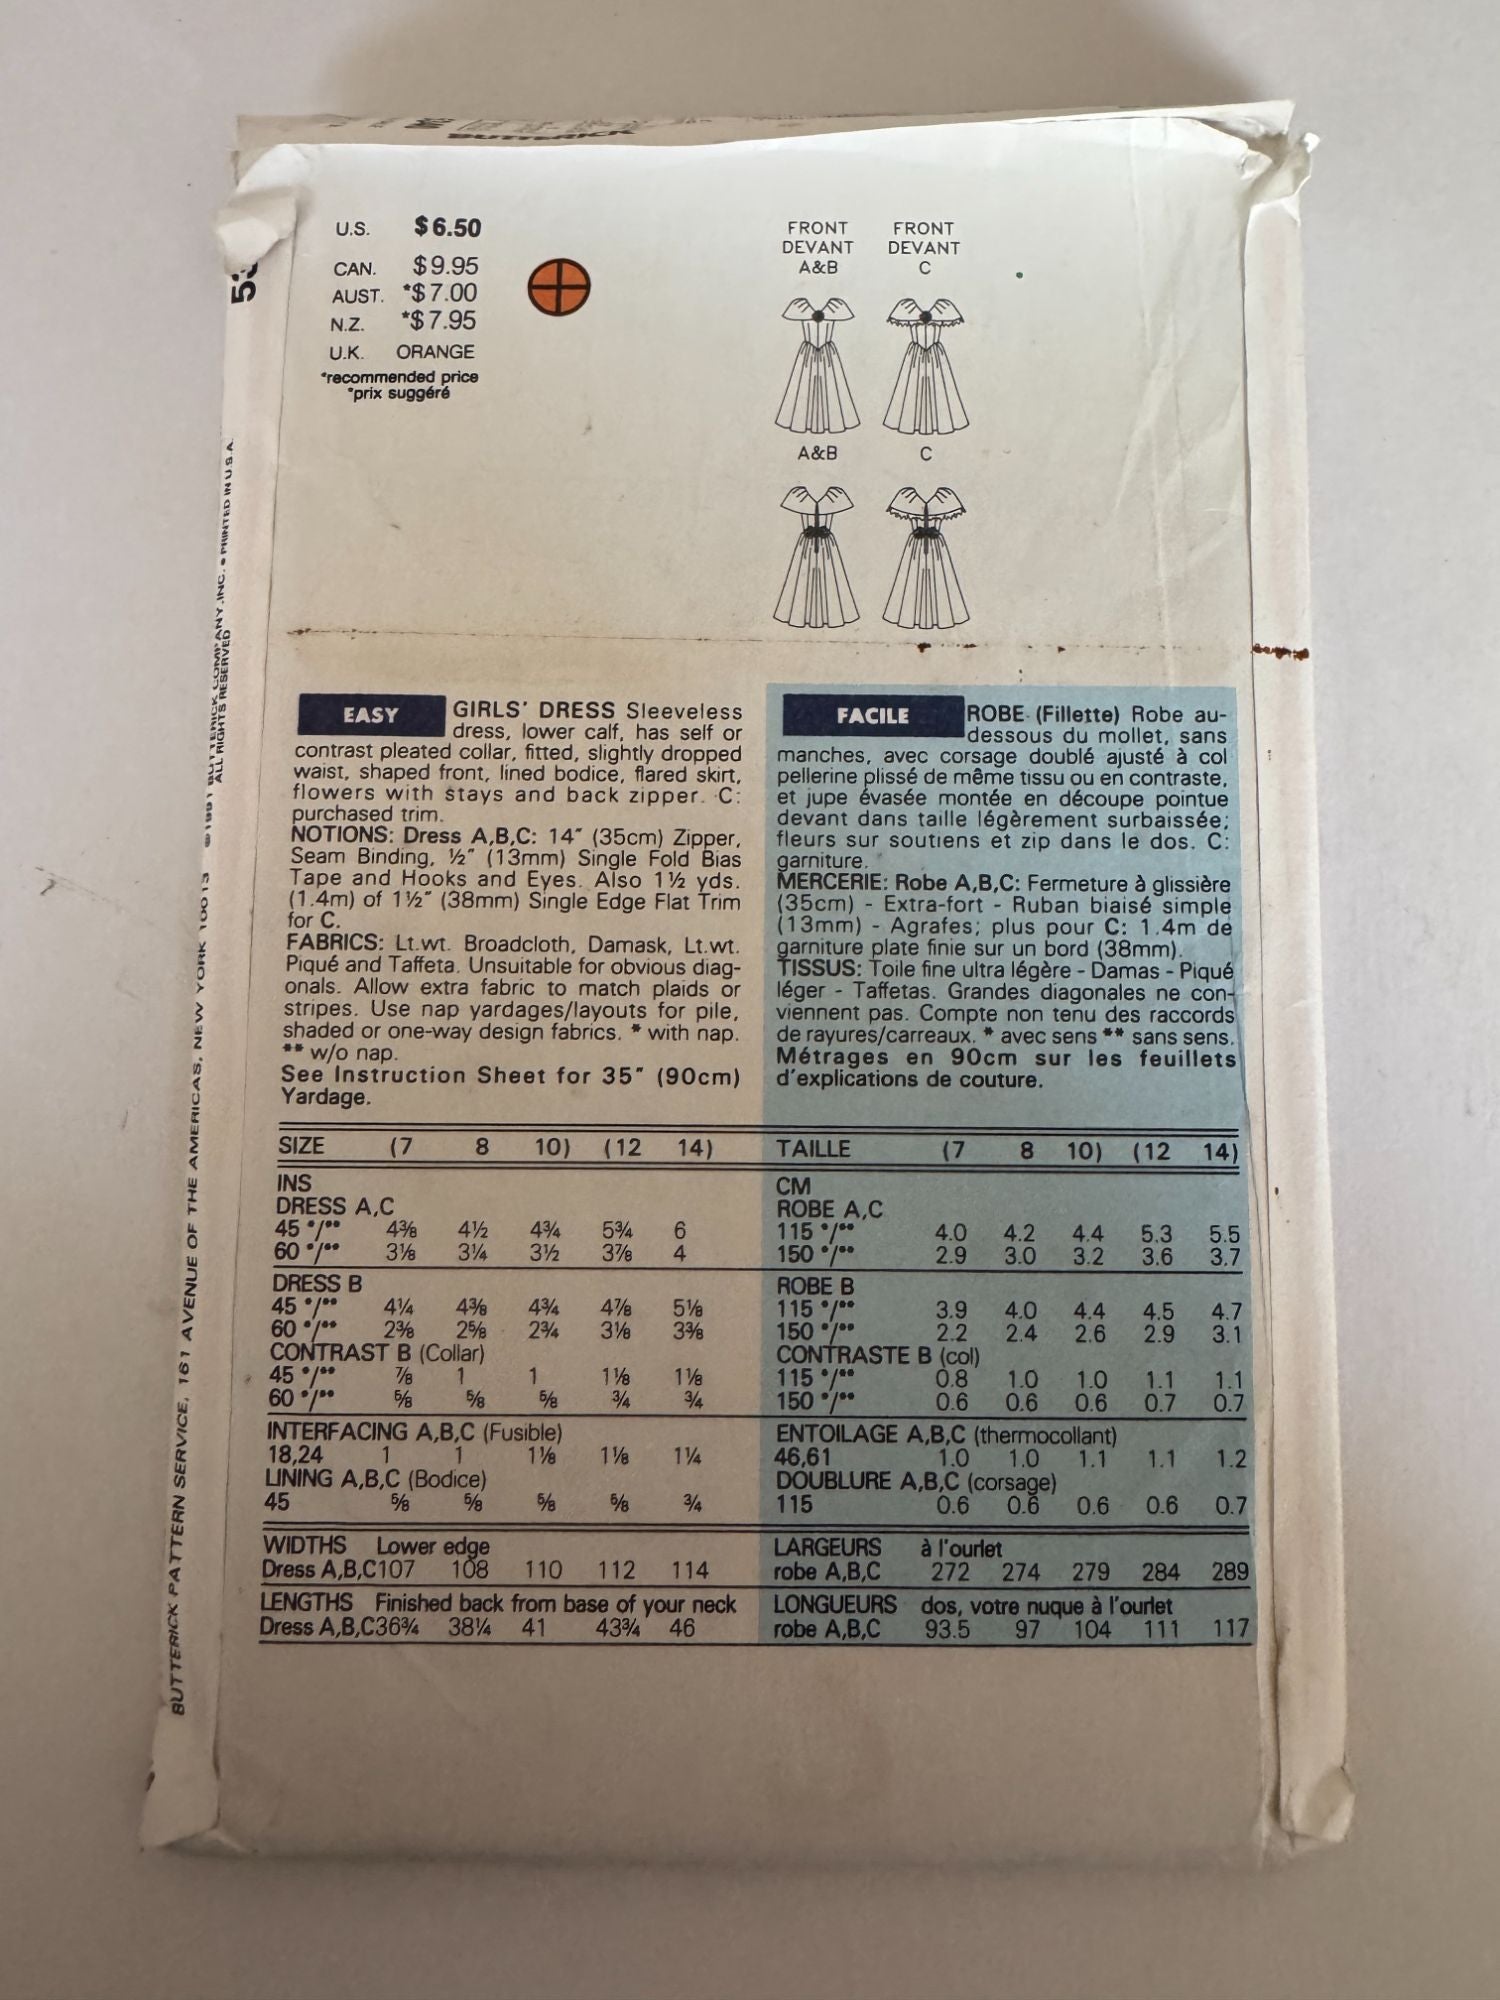 BUTTERICK
U.S. $6.50
CAN. $9.95
AUST. *$7.00
N.Z. *$7.95
U.K. ORANGE
*recommended price
*prix suggéré
FRONT
DEVANT
A&B
FRONT
DEVANT
C
A&B
C
BUTTERICK PATTERN SERVICE, 161 AVENUE OF THE AMERICAS, NEW YORK 10013 ©1991 BUTTERICK COMPANY, INC. • PRINTED IN U.S.A.
ALL RIGHTS RESERVED
EASY GIRLS' DRESS Sleeveless
dress, lower calf, has self or
contrast pleated collar, fitted, slightly dropped
waist, shaped front, lined bodice, flared skirt,
flowers with stays and back zipper. C:
purchased trim.
NOTIONS: Dress A,B,C: 14" (35cm) Zipper,
Seam Binding, ½" (13mm) Single Fold Bias
Tape and Hooks and Eyes. Also 1½ yds.
(1.4m) of 1½" (38mm) Single Edge Flat Trim
for C.
FABRICS: Lt.wt. Broadcloth, Damask, Lt.wt.
Piqué and Taffeta. Unsuitable for obvious diag-
onals. Allow extra fabric to match plaids or
stripes. Use nap yardages/layouts for pile,
shaded or one-way design fabrics. * with nap.
** w/o nap.
See Instruction Sheet for 35" (90cm)
Yardage.
SIZE (7 8 10) (12 14)
INS
DRESS A,C
45 */** 4⅜ 4½ 4¾ 5¾ 6
60 */** 3⅛ 3¼ 3½ 3⅞ 4
DRESS B
45 */** 4¼ 4⅜ 4¾ 4⅞ 5⅛
60 */** 2⅜ 2⅝ 2¾ 3⅛ 3⅜
CONTRAST B (Collar)
45 */** ⅞ 1 1 1⅛ 1⅛
60 */** ⅝ ⅝ ⅝ ¾ ¾
INTERFACING A,B,C (Fusible)
18,24 1 1 1⅛ 1⅛ 1¼
LINING A,B,C (Bodice)
45 ⅝ ⅝ ⅝ ⅝ ¾
WIDTHS Lower edge
Dress A,B,C 107 108 110 112 114
LENGTHS Finished back from base of your neck
Dress A,B,C 36¾ 38¼ 41 43¾ 46
FACILE ROBE (Fillette) Robe au-
dessous du mollet, sans
manches, avec corsage doublé ajusté à col
pellerine plissé de même tissu ou en contraste,
et jupe évasée montée en découpe pointue
devant dans taille légèrement surbaissée;
fleurs sur soutiens et zip dans le dos. C:
garniture.
MERCERIE: Robe A,B,C: Fermeture à glissière
(35cm) - Extra-fort - Ruban biaisé simple
(13mm) - Agrafes; plus pour C: 1.4m de
garniture plate finie sur un bord (38mm).
TISSUS: Toile fine ultra légère - Damas - Piqué
léger - Taffetas. Grandes diagonales ne con-
viennent pas. Compte non tenu des raccords
de rayures/carreaux. * avec sens ** sans sens.
Métrages en 90cm sur les feuillets
d'explications de couture.
TAILLE (7 8 10) (12 14)
CM
ROBE A,C
115 */** 4.0 4.2 4.4 5.3 5.5
150 */** 2.9 3.0 3.2 3.6 3.7
ROBE B
115 */** 3.9 4.0 4.4 4.5 4.7
150 */** 2.2 2.4 2.6 2.9 3.1
CONTRASTE B (col)
115 */** 0.8 1.0 1.0 1.1 1.1
150 */** 0.6 0.6 0.6 0.7 0.7
ENTOILAGE A,B,C (thermocollant)
46,61 1.0 1.0 1.1 1.1 1.2
DOUBLURE A,B,C (corsage)
115 0.6 0.6 0.6 0.6 0.7
LARGEURS à l'ourlet
robe A,B,C 272 274 279 284 289
LONGUEURS dos, votre nuque à l'ourlet
robe A,B,C 93.5 97 104 111 117